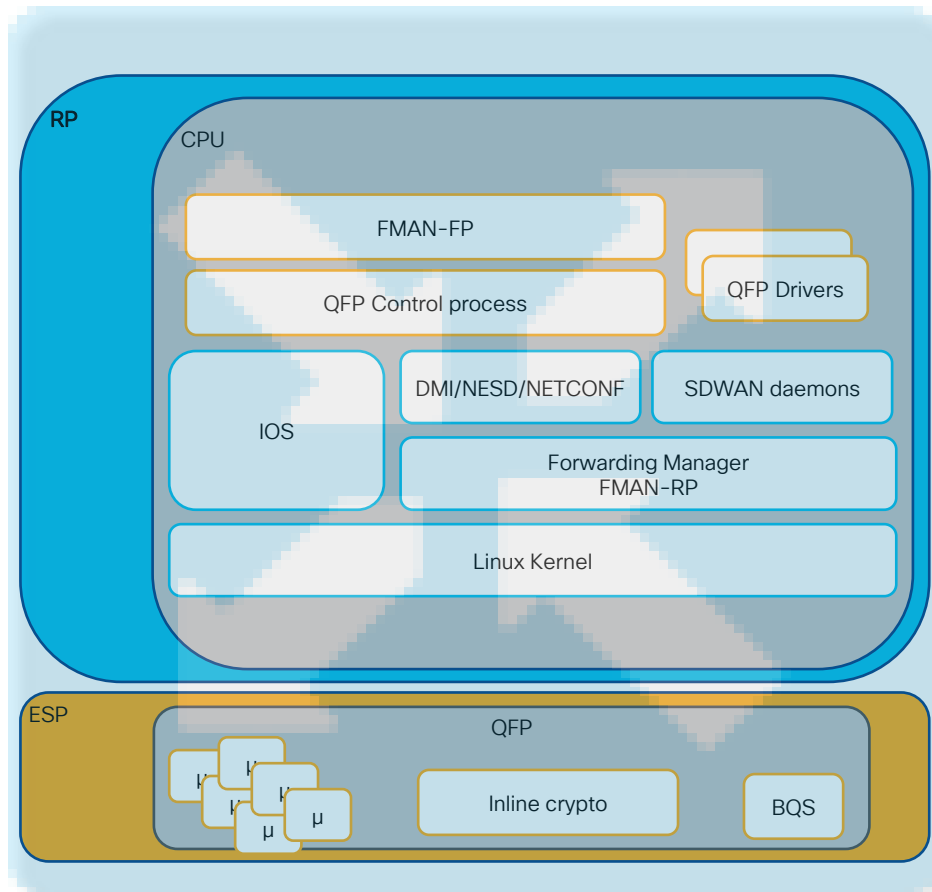 RP
CPU
FMAN-FP
QFP Control process
QFP Drivers
IOS
DMI/NESD/NETCONF
SDWAN daemons
Forwarding Manager
FMAN-RP
Linux Kernel
ESP
QFP
µ
µ
µ
µ
µ
µ
Inline crypto
BQS